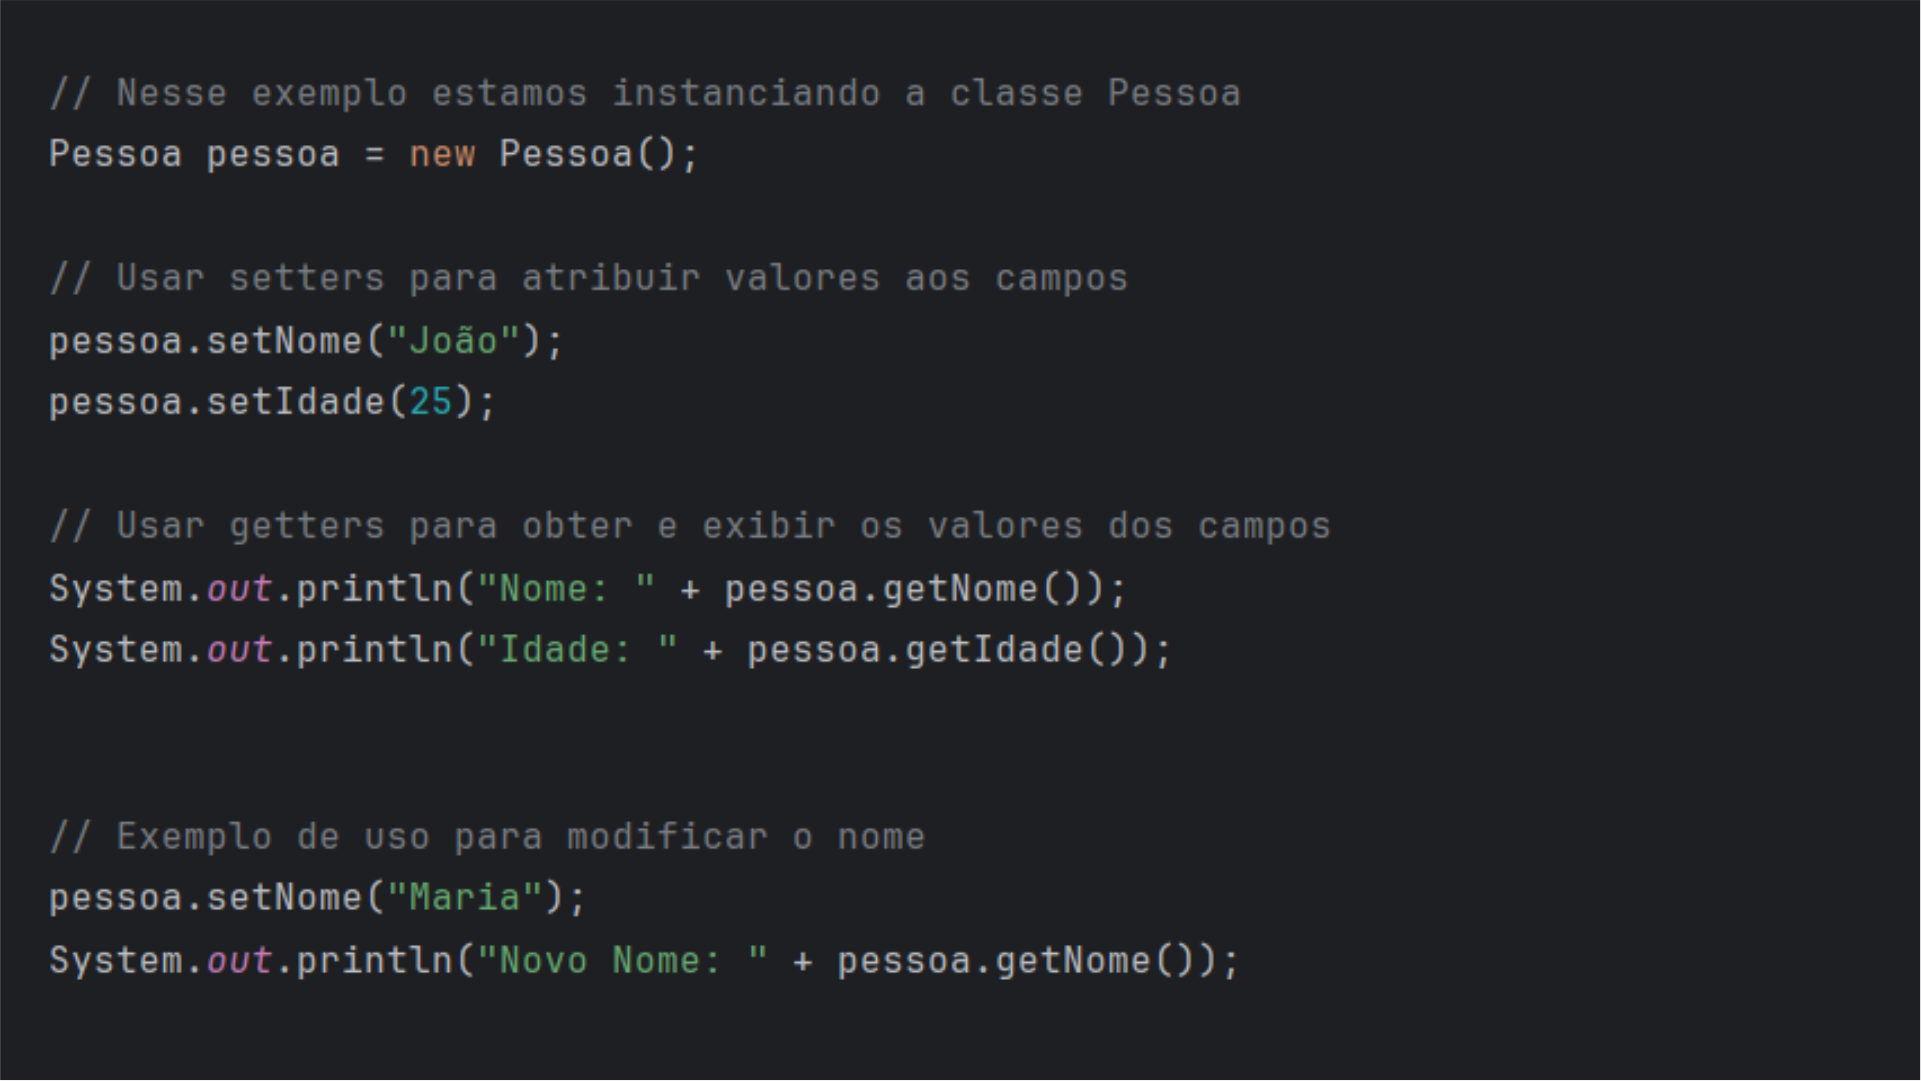 // Nesse exemplo estamos instanciando a classe Pessoa
Pessoa pessoa = new Pessoa();
// Usar setters para atribuir valores aos campos
pessoa.setNome("João");
pessoa.setIdade(25);
// Usar getters para obter e exibir os valores dos campos
System.out.println("Nome: " + pessoa.getNome());
System.out.println("Idade: " + pessoa.getIdade());
// Exemplo de uso para modificar o nome
pessoa.setNome("Maria");
System.out.println("Novo Nome: " + pessoa.getNome());